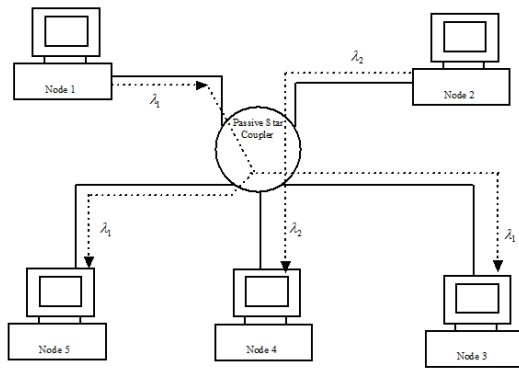 Node 1
λ1
λ2
Node 2
Passive Star
Coupler
λ1
λ2
λ1
Node 5
Node 4
Node 3